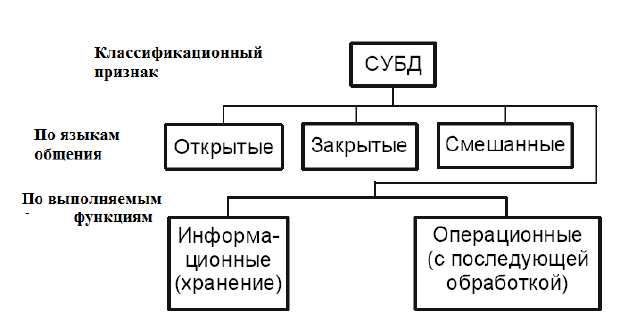 Классификационный
признак
СУБД
По языкам
общения
Открытые
Закрытые
Смешанные
По выполняемым
функциям
Информа-
ционные
(хранение)
Операционные
(с последующей
обработкой)